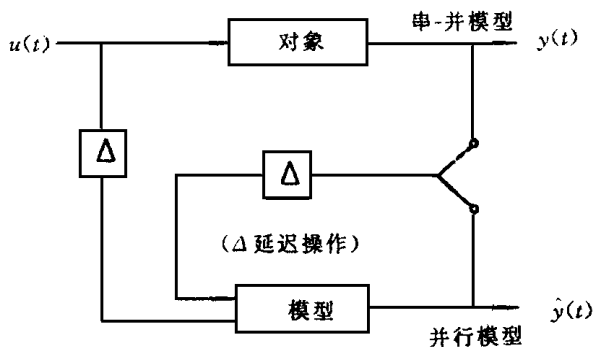 串-并模型
u(t)
对象
y(t)
Δ
Δ
(Δ延迟操作)
模型
ŷ(t)
并行模型